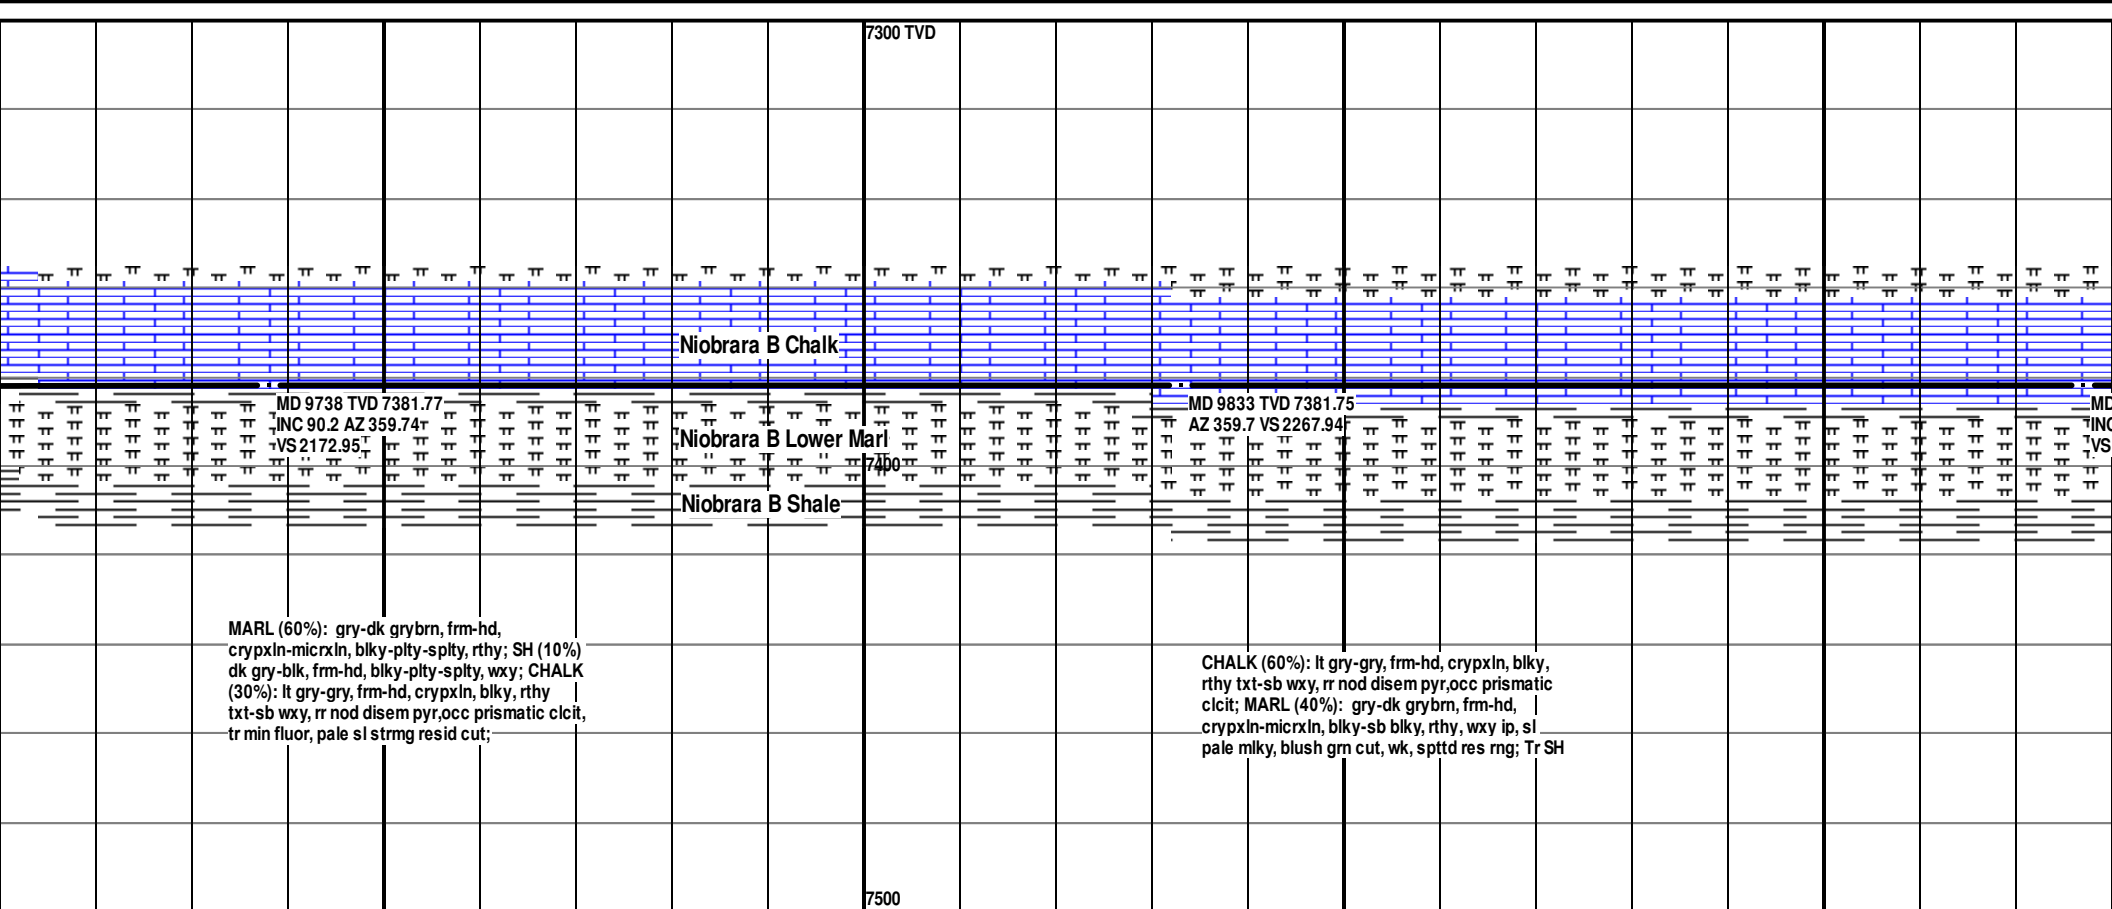 7300 TVD
Niobrara B Chalk
MD 9738 TVD 7381.77
INC 90.2 AZ 359.74
VS 2172.95
MD 9833 TVD 7381.75
AZ 359.7 VS 2267.94
MD
INC
VS
Niobrara B Lower Marl
7400
Niobrara B Shale
MARL (60%): gry-dk grybrn, frm-hd,
crypxln-micrxln, blky-plty-splty, rthy; SH (10%)
dk gry-blk, frm-hd, blky-plty-splty, wxy; CHALK
(30%): lt gry-gry, frm-hd, crypxln, blky, rthy
txt-sb wxy, rr nod disem pyr,occ prismatic clcit,
tr min fluor, pale sl strmg resid cut;
CHALK (60%): lt gry-gry, frm-hd, crypxln, blky,
rthy txt-sb wxy, rr nod disem pyr,occ prismatic
clcit; MARL (40%): gry-dk grybrn, frm-hd,
crypxln-micrxln, blky-sb blky, rthy, wxy ip, sl
pale mlky, blush grn cut, wk, spttd res rng; Tr SH
7500